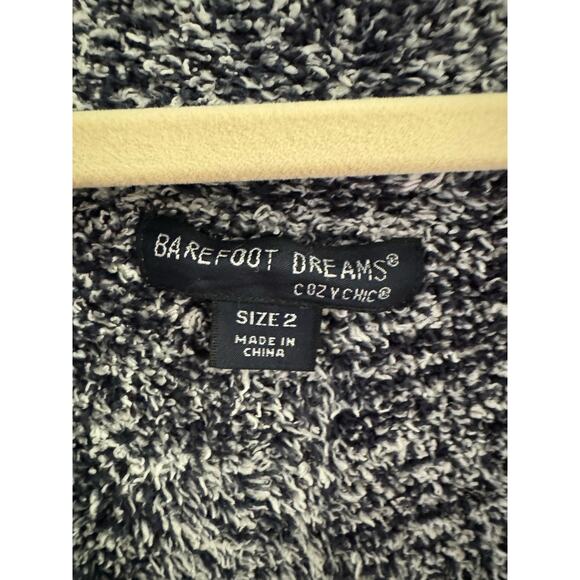 BAREFOOT DREAMS®
COZYCHIC®
SIZE 2
MADE IN
CHINA